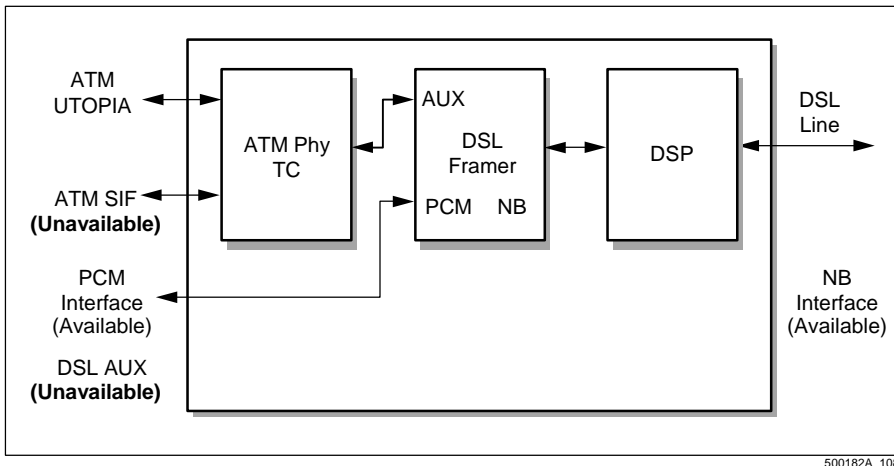 ATM
UTOPIA
ATM SIF
(Unavailable)
PCM
Interface
(Available)
DSL AUX
(Unavailable)
ATM Phy
TC
AUX
DSL
Framer
PCM NB
DSP
DSL
Line
NB
Interface
(Available)
500182A_108